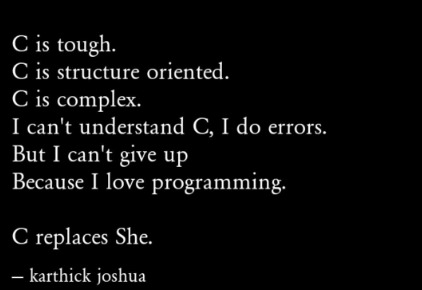 C is tough.
C is structure oriented.
C is complex.
I can't understand C, I do errors.
But I can't give up
Because I love programming.
C replaces She.
– karthick joshua